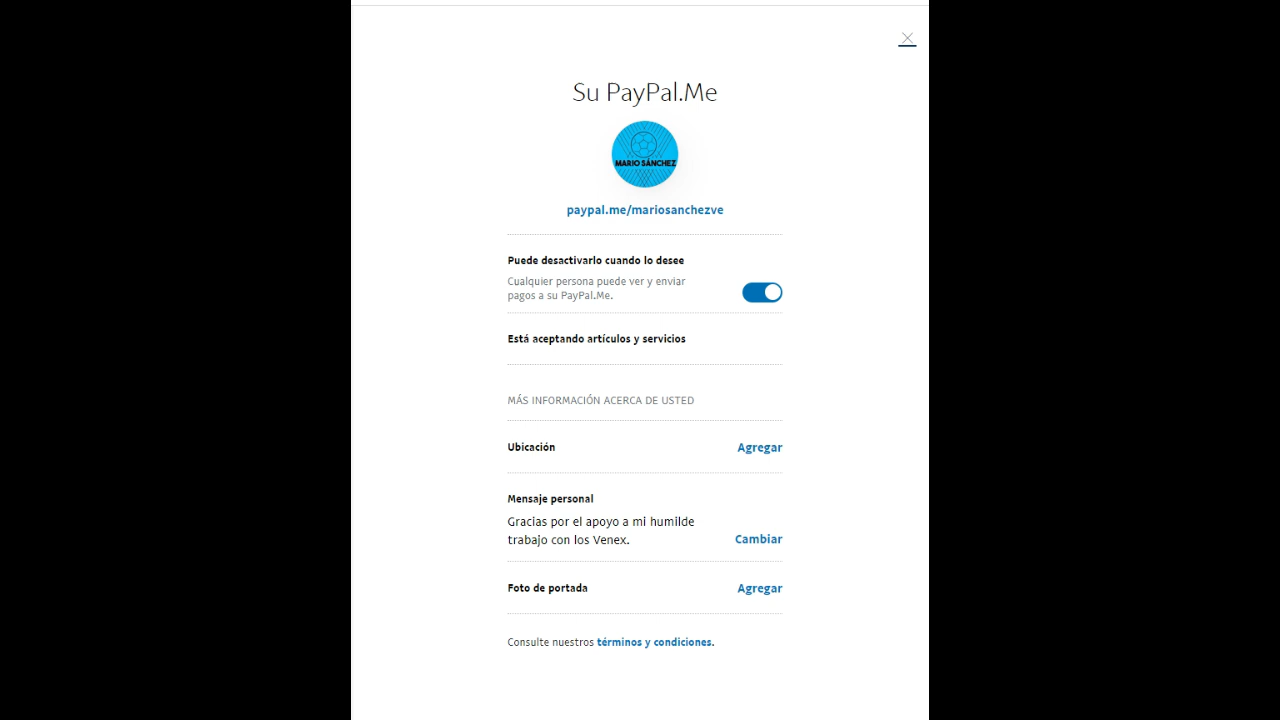 Su PayPal.Me
MARIO SÁNCHEZ
paypal.me/mariosanchezve
Puede desactivarlo cuando lo desee
Cualquier persona puede ver y enviar
pagos a su PayPal.Me.
Está aceptando artículos y servicios
MÁS INFORMACIÓN ACERCA DE USTED
Ubicación Agregar
Mensaje personal
Gracias por el apoyo a mi humilde
trabajo con los Venex. Cambiar
Foto de portada Agregar
Consulte nuestros términos y condiciones.